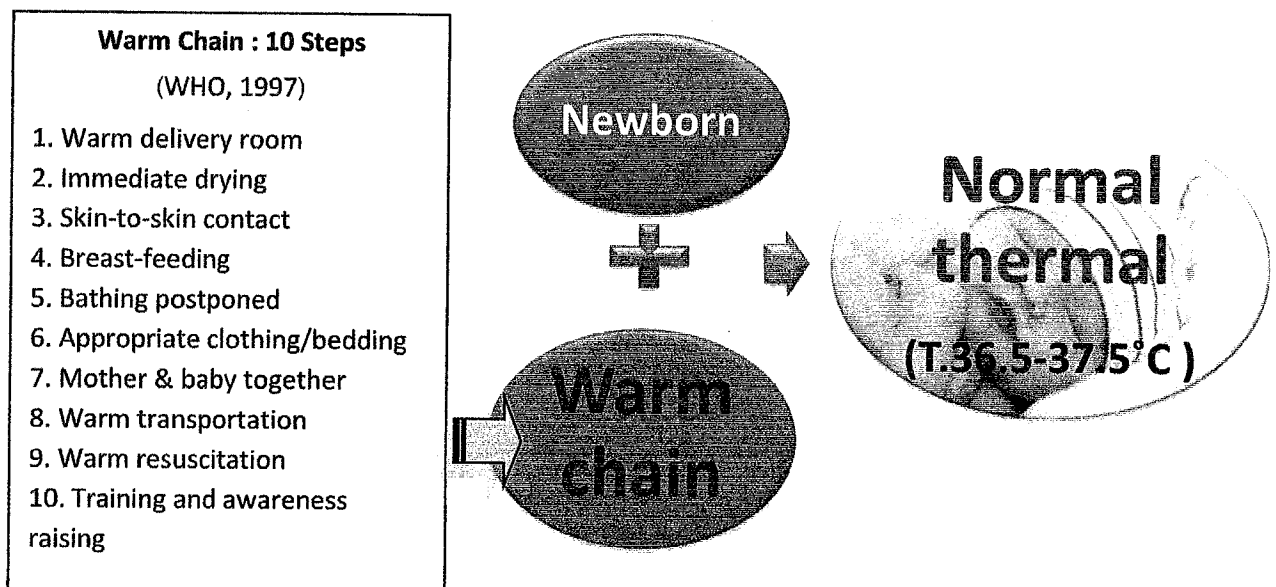 Warm Chain : 10 Steps
(WHO, 1997)
1. Warm delivery room
2. Immediate drying
3. Skin-to-skin contact
4. Breast-feeding
5. Bathing postponed
6. Appropriate clothing/bedding
7. Mother & baby together
8. Warm transportation
9. Warm resuscitation
10. Training and awareness
raising
Newborn
Warm
chain
Normal
thermal
(T.36.5-37.5°C )